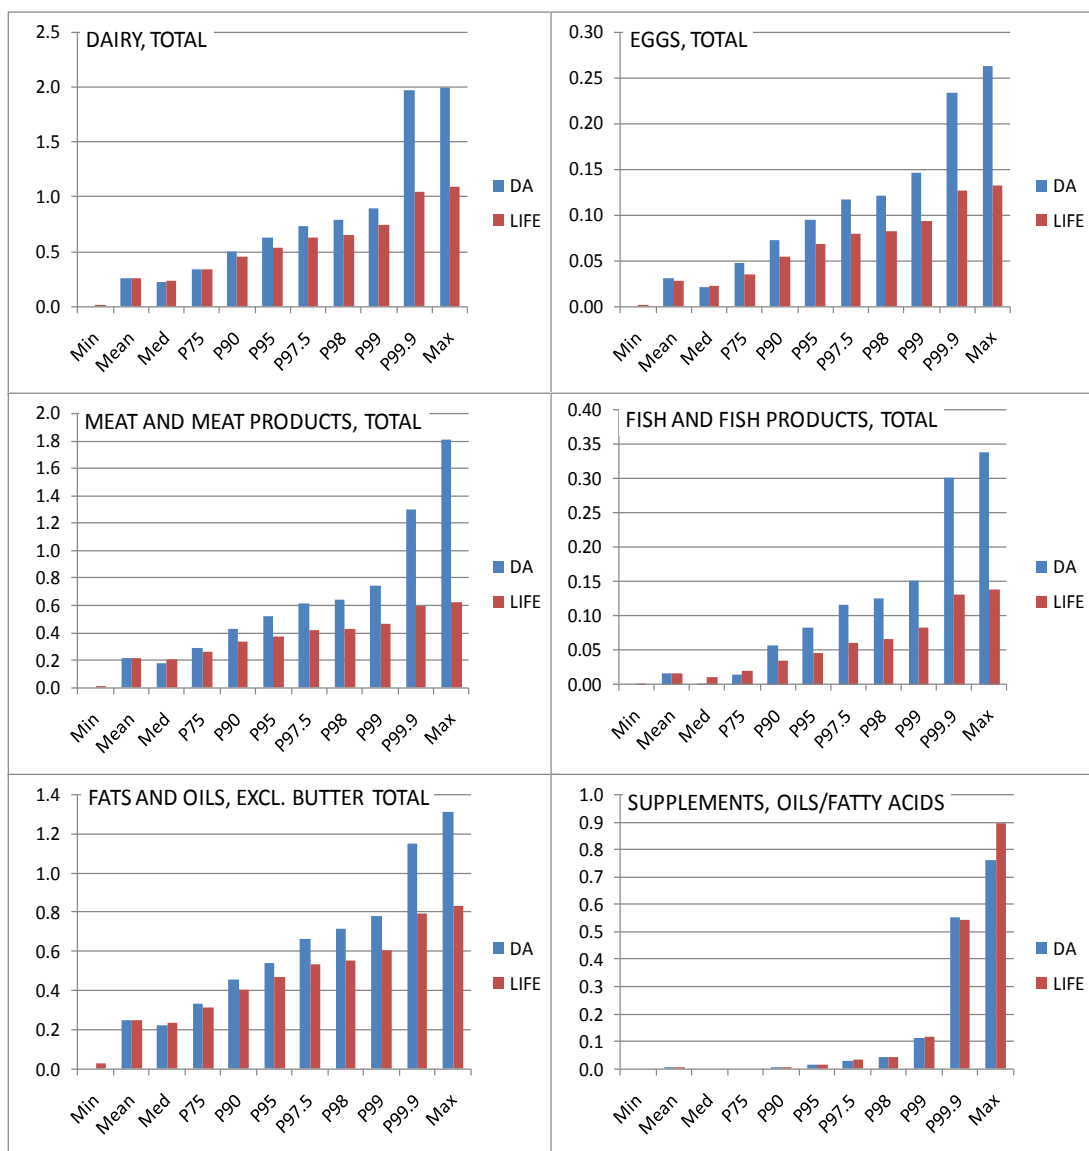 DAIRY, TOTAL
2.5
2.0
1.5
1.0
0.5
0.0
Min Mean Med P75 P90 P95 P97.5 P98 P99 P99.9 Max
DA
LIFE
EGGS, TOTAL
0.30
0.25
0.20
0.15
0.10
0.05
0.00
Min Mean Med P75 P90 P95 P97.5 P98 P99 P99.9 Max
DA
LIFE
MEAT AND MEAT PRODUCTS, TOTAL
2.0
1.8
1.6
1.4
1.2
1.0
0.8
0.6
0.4
0.2
0.0
Min Mean Med P75 P90 P95 P97.5 P98 P99 P99.9 Max
DA
LIFE
FISH AND FISH PRODUCTS, TOTAL
0.40
0.35
0.30
0.25
0.20
0.15
0.10
0.05
0.00
Min Mean Med P75 P90 P95 P97.5 P98 P99 P99.9 Max
DA
LIFE
FATS AND OILS, EXCL. BUTTER TOTAL
1.4
1.2
1.0
0.8
0.6
0.4
0.2
0.0
Min Mean Med P75 P90 P95 P97.5 P98 P99 P99.9 Max
DA
LIFE
SUPPLEMENTS, OILS/FATTY ACIDS
1.0
0.9
0.8
0.7
0.6
0.5
0.4
0.3
0.2
0.1
0.0
Min Mean Med P75 P90 P95 P97.5 P98 P99 P99.9 Max
DA
LIFE